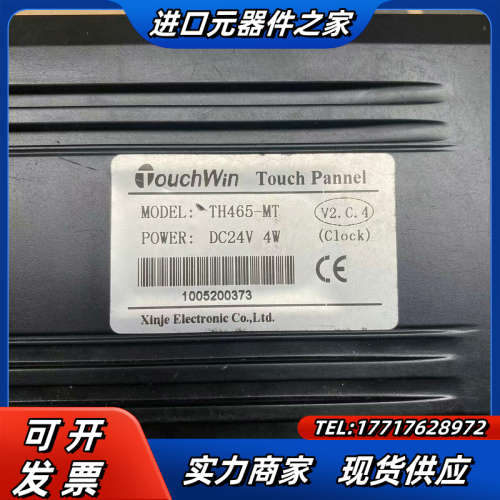 进口元器件之家
TouchWin Touch Pannel
MODEL: TH465-MT V2.C.4
POWER: DC24V 4W (Clock)
CE
1005200373
Xinje Electronic Co.,Ltd.
TEL:17717628972
可开
发票
实力商家 现货供应